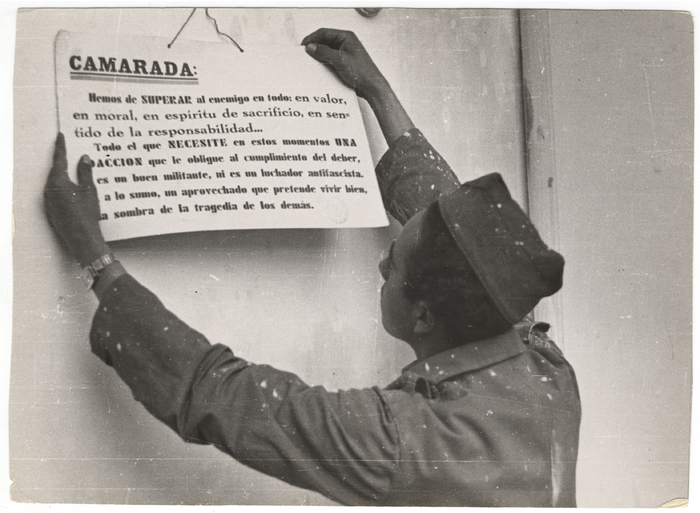 CAMARADA:
Hemos de SUPERAR al enemigo en todo: en valor,
en moral, en espíritu de sacrificio, en sen-
tido de la responsabilidad...
Todo el que NECESITE en estos momentos UNA
ACCION que le obligue al cumplimiento del deber,
es un buen militante, ni es un luchador antifascista.
a lo sumo, un aprovechado que pretende vivir bien,
a sombra de la tragedia de los demás.